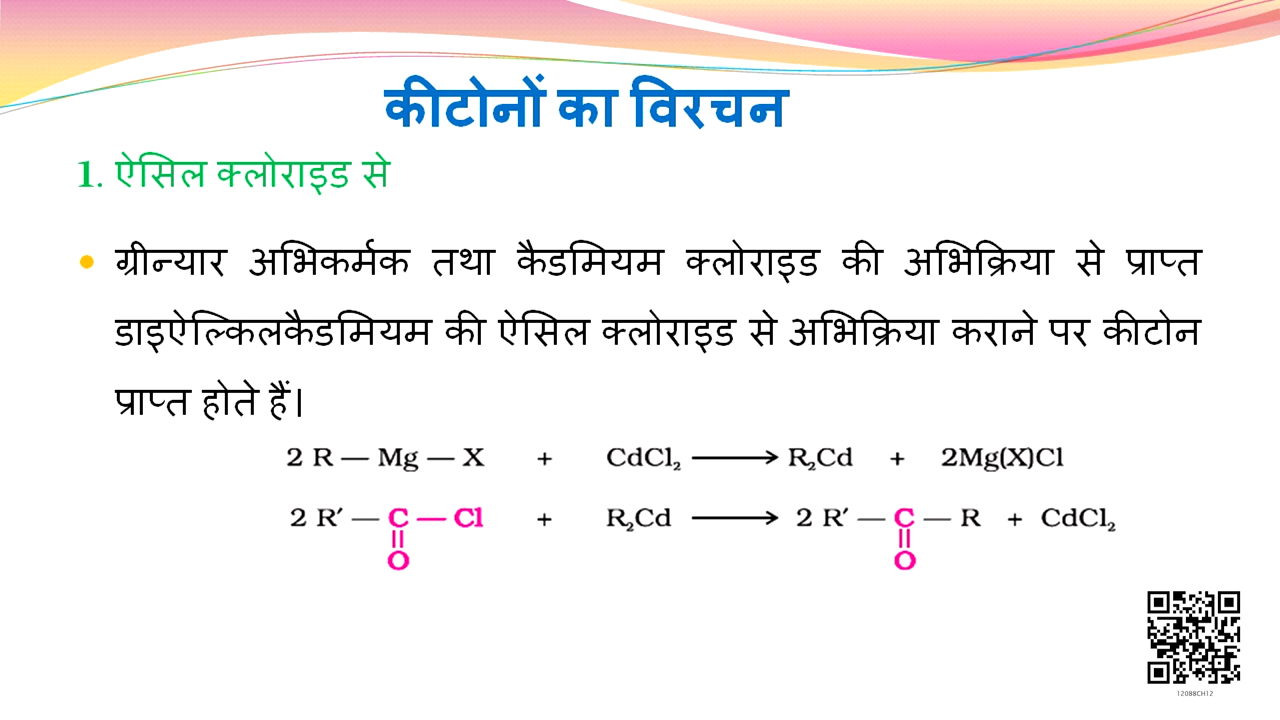 कीटोनों का विरचन
1. ऐसिल क्लोराइड से
• ग्रीन्यार अभिकर्मक तथा कैडमियम क्लोराइड की अभिक्रिया से प्राप्त
डाइऐल्किलकैडमियम की ऐसिल क्लोराइड से अभिक्रिया कराने पर कीटोन
प्राप्त होते हैं।
2 R — Mg — X + CdCl₂ ⟶ R₂Cd + 2Mg(X)Cl
2 R′ — C — Cl + R₂Cd ⟶ 2 R′ — C — R + CdCl₂
|| ||
O O
12088CH12